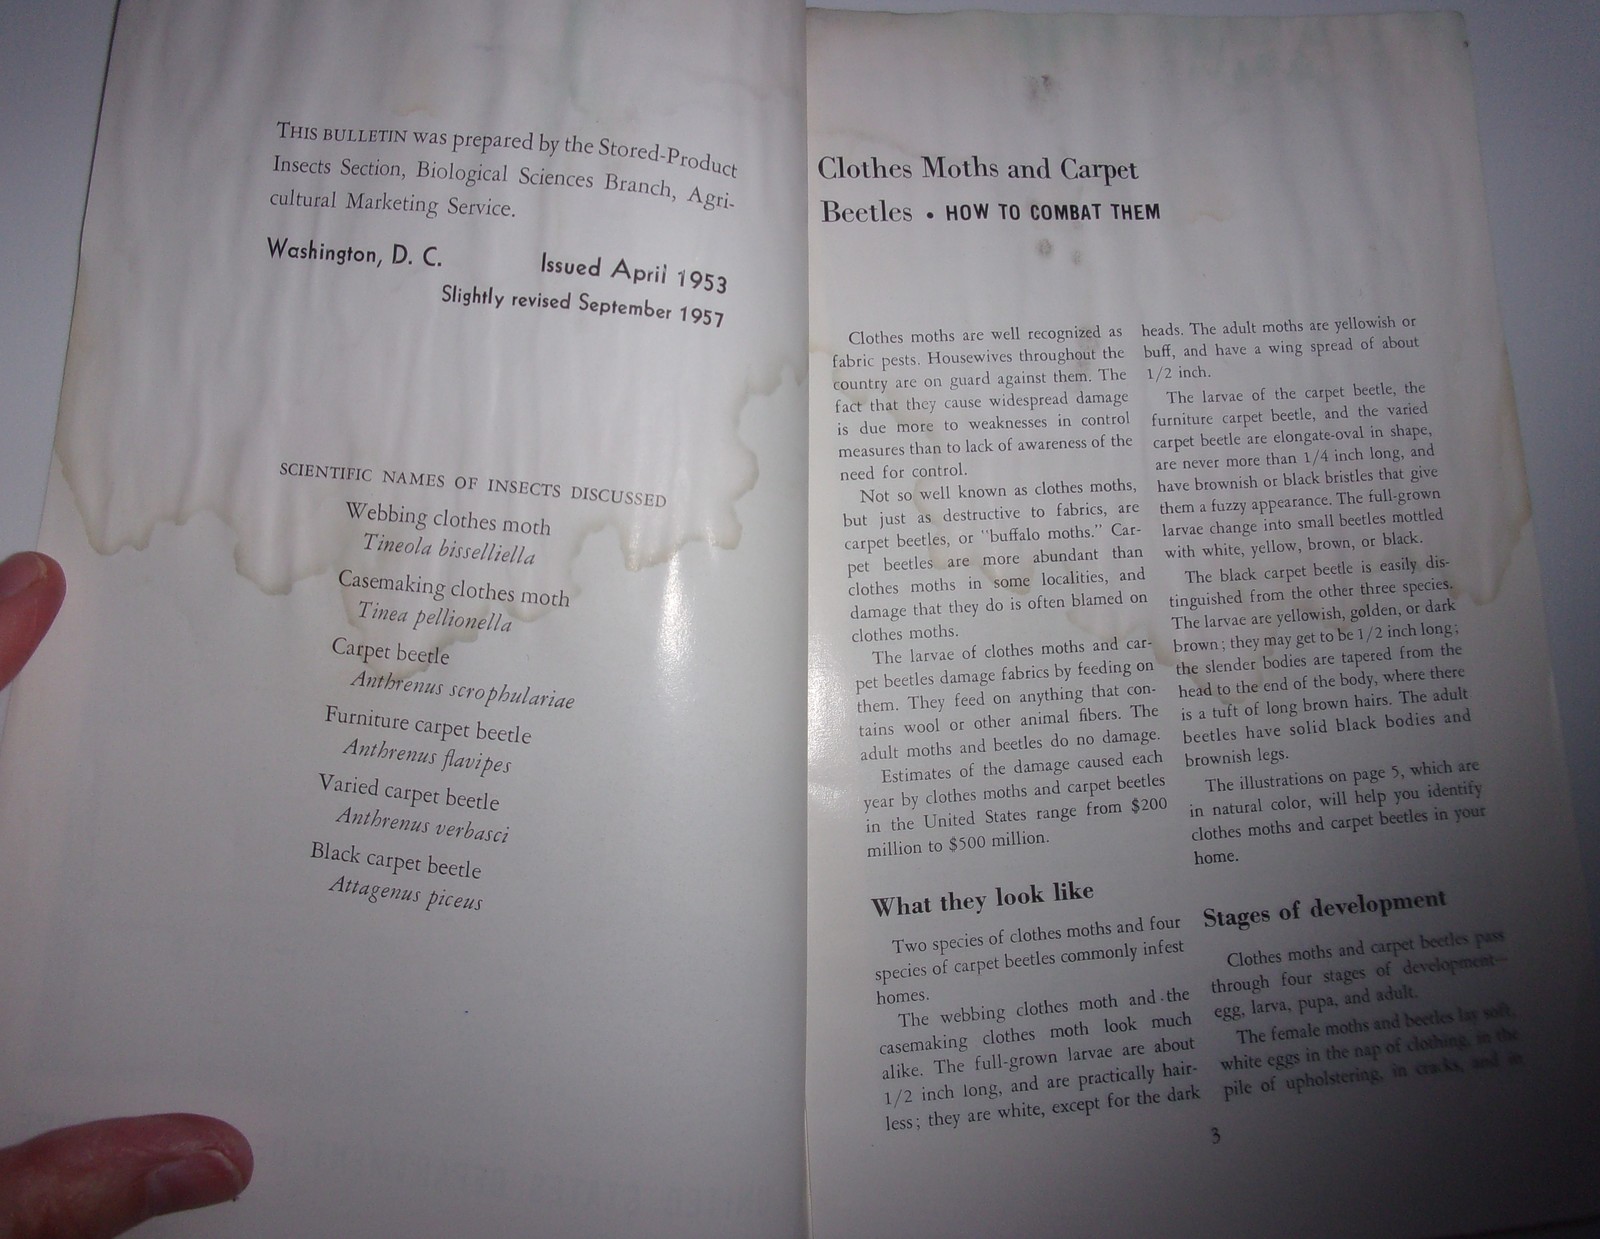 THIS BULLETIN was prepared by the Stored-Product
Insects Section, Biological Sciences Branch, Agri-
cultural Marketing Service.
Washington, D. C. Issued April 1953
Slightly revised September 1957
SCIENTIFIC NAMES OF INSECTS DISCUSSED
Webbing clothes moth
Tineola bisselliella
Casemaking clothes moth
Tinea pellionella
Carpet beetle
Anthrenus scrophulariae
Furniture carpet beetle
Anthrenus flavipes
Varied carpet beetle
Anthrenus verbasci
Black carpet beetle
Attagenus piceus
Clothes Moths and Carpet
Beetles • HOW TO COMBAT THEM
Clothes moths are well recognized as
fabric pests. Housewives throughout the
country are on guard against them. The
fact that they cause widespread damage
is due more to weaknesses in control
measures than to lack of awareness of the
need for control.
Not so well known as clothes moths,
but just as destructive to fabrics, are
carpet beetles, or "buffalo moths." Car-
pet beetles are more abundant than
clothes moths in some localities, and
damage that they do is often blamed on
clothes moths.
The larvae of clothes moths and car-
pet beetles damage fabrics by feeding on
them. They feed on anything that con-
tains wool or other animal fibers. The
adult moths and beetles do no damage.
Estimates of the damage caused each
year by clothes moths and carpet beetles
in the United States range from $200
million to $500 million.
What they look like
Two species of clothes moths and four
species of carpet beetles commonly infest
homes.
The webbing clothes moth and the
casemaking clothes moth look much
alike. The full-grown larvae are about
1/2 inch long, and are practically hair-
less; they are white, except for the dark
heads. The adult moths are yellowish or
buff, and have a wing spread of about
1/2 inch.
The larvae of the carpet beetle, the
furniture carpet beetle, and the varied
carpet beetle are elongate-oval in shape,
are never more than 1/4 inch long, and
have brownish or black bristles that give
them a fuzzy appearance. The full-grown
larvae change into small beetles mottled
with white, yellow, brown, or black.
The black carpet beetle is easily dis-
tinguished from the other three species.
The larvae are yellowish, golden, or dark
brown; they may get to be 1/2 inch long;
the slender bodies are tapered from the
head to the end of the body, where there
is a tuft of long brown hairs. The adult
beetles have solid black bodies and
brownish legs.
The illustrations on page 5, which are
in natural color, will help you identify
clothes moths and carpet beetles in your
home.
Stages of development
Clothes moths and carpet beetles pass
through four stages of development—
egg, larva, pupa, and adult.
The female moths and beetles lay soft,
white eggs in the nap of clothing, in the
pile of upholstering, in cracks, and in
3